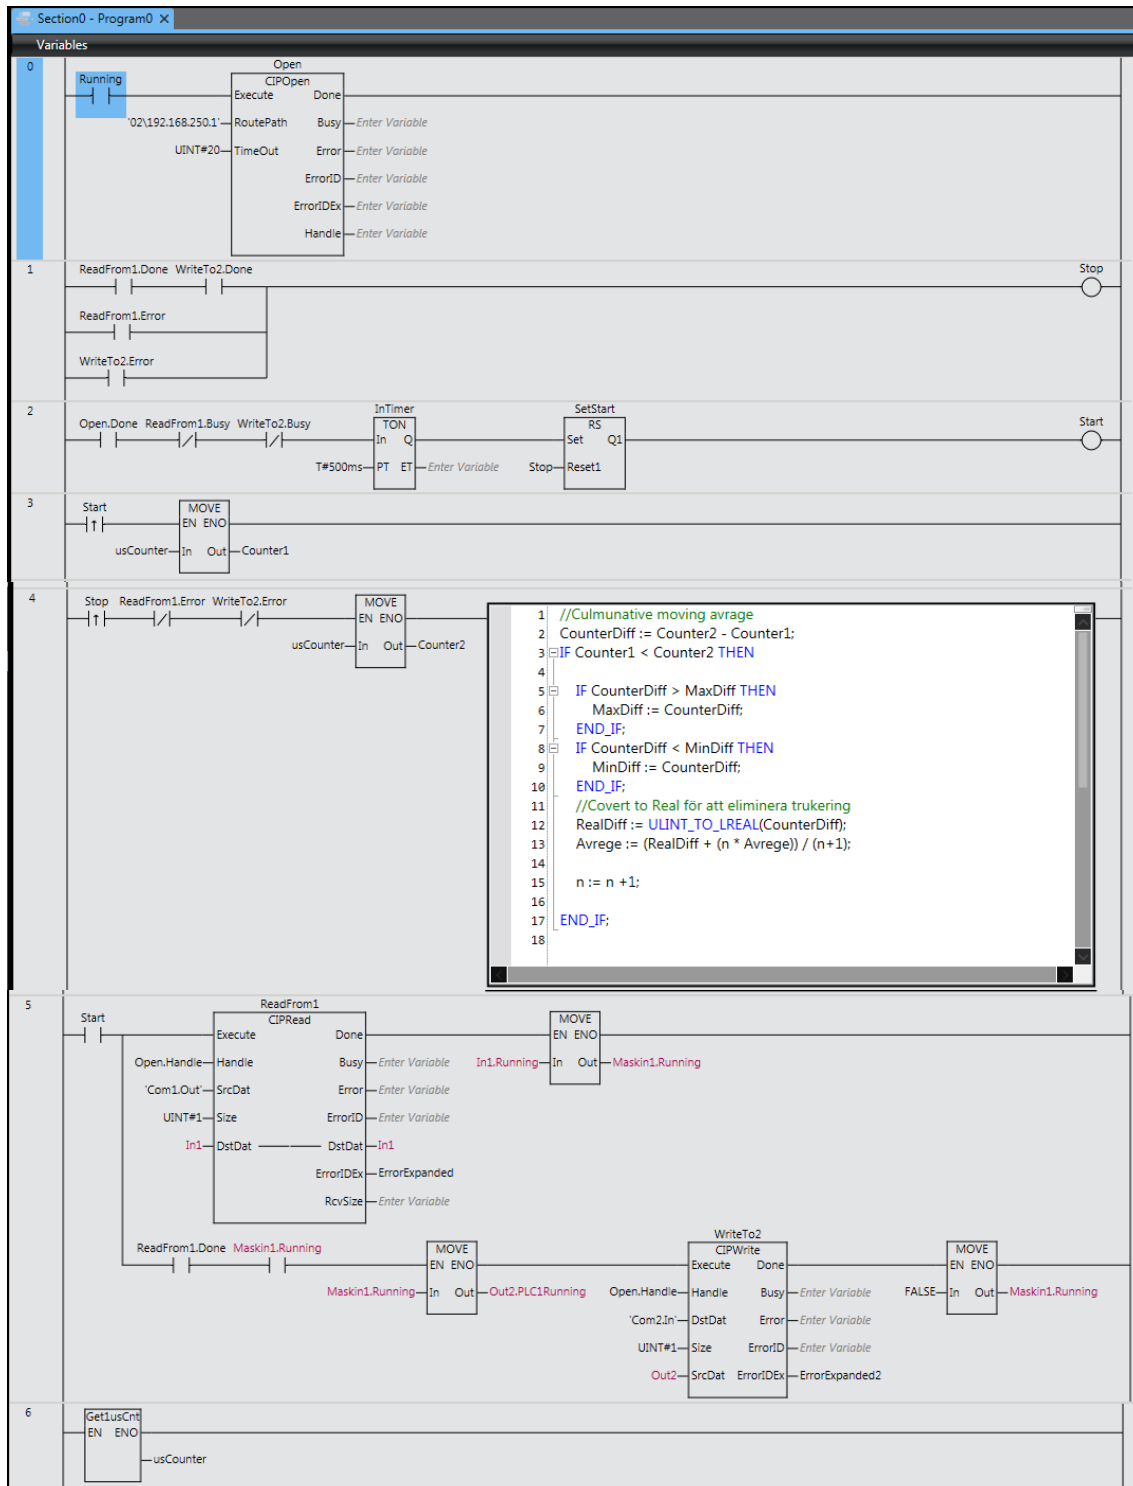 Section0 - Program0 ×
Variables
0
Running
Open
CIPOpen
Execute Done
'02\192.168.250.1' RoutePath Busy Enter Variable
UINT#20 TimeOut Error Enter Variable
ErrorID Enter Variable
ErrorIDEx Enter Variable
Handle Enter Variable
1
ReadFrom1.Done WriteTo2.Done
Stop
ReadFrom1.Error
WriteTo2.Error
2
Open.Done ReadFrom1.Busy WriteTo2.Busy
InTimer
TON
In Q
T#500ms PT ET Enter Variable
SetStart
RS
Set Q1
Stop Reset1
Start
3
Start
MOVE
EN ENO
usCounter In Out Counter1
4
Stop ReadFrom1.Error WriteTo2.Error
MOVE
EN ENO
usCounter In Out Counter2
1 //Culmunative moving avrage
2 CounterDiff := Counter2 - Counter1;
3 IF Counter1 < Counter2 THEN
4
5 IF CounterDiff > MaxDiff THEN
6 MaxDiff := CounterDiff;
7 END_IF;
8 IF CounterDiff < MinDiff THEN
9 MinDiff := CounterDiff;
10 END_IF;
11 //Covert to Real för att eliminera trukering
12 RealDiff := ULINT_TO_LREAL(CounterDiff);
13 Avrege := (RealDiff + (n * Avrege)) / (n+1);
14
15 n := n +1;
16
17 END_IF;
18
5
Start
ReadFrom1
CIPRead
Execute Done
Open.Handle Handle Busy Enter Variable
'Com1.Out' SrcDat Error Enter Variable
UINT#1 Size ErrorID Enter Variable
In1 DstDat DstDat In1
ErrorIDEx ErrorExpanded
RcvSize Enter Variable
MOVE
EN ENO
In1.Running In Out Maskin1.Running
ReadFrom1.Done Maskin1.Running
MOVE
EN ENO
Maskin1.Running In Out Out2.PLC1Running
WriteTo2
CIPWrite
Execute Done
Open.Handle Handle Busy Enter Variable
'Com2.In' DstDat Error Enter Variable
UINT#1 Size ErrorID Enter Variable
Out2 SrcDat ErrorIDEx ErrorExpanded2
MOVE
EN ENO
FALSE In Out Maskin1.Running
6
Get1usCnt
EN ENO
usCounter